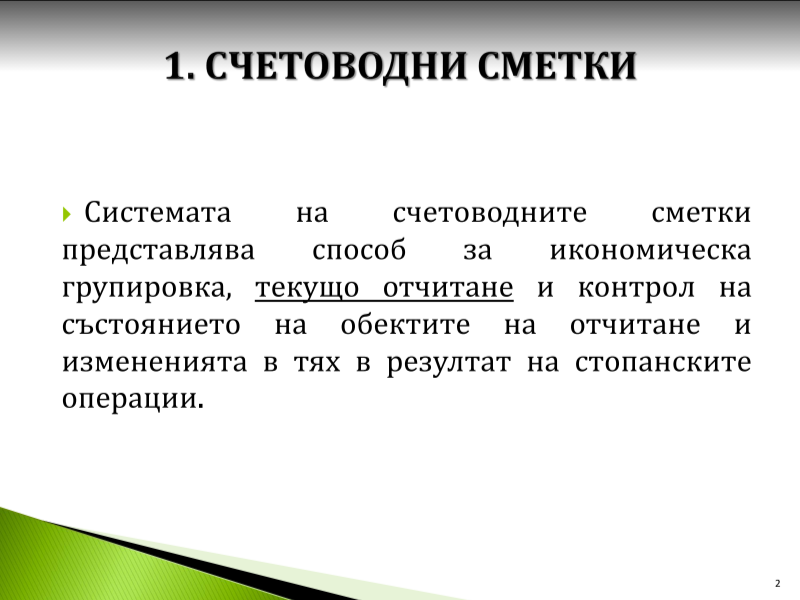 1. СЧЕТОВОДНИ СМЕТКИ
Системата на счетоводните сметки
представлява способ за икономическа
групировка, текущо отчитане и контрол на
състоянието на обектите на отчитане и
измененията в тях в резултат на стопанските
операции.
2